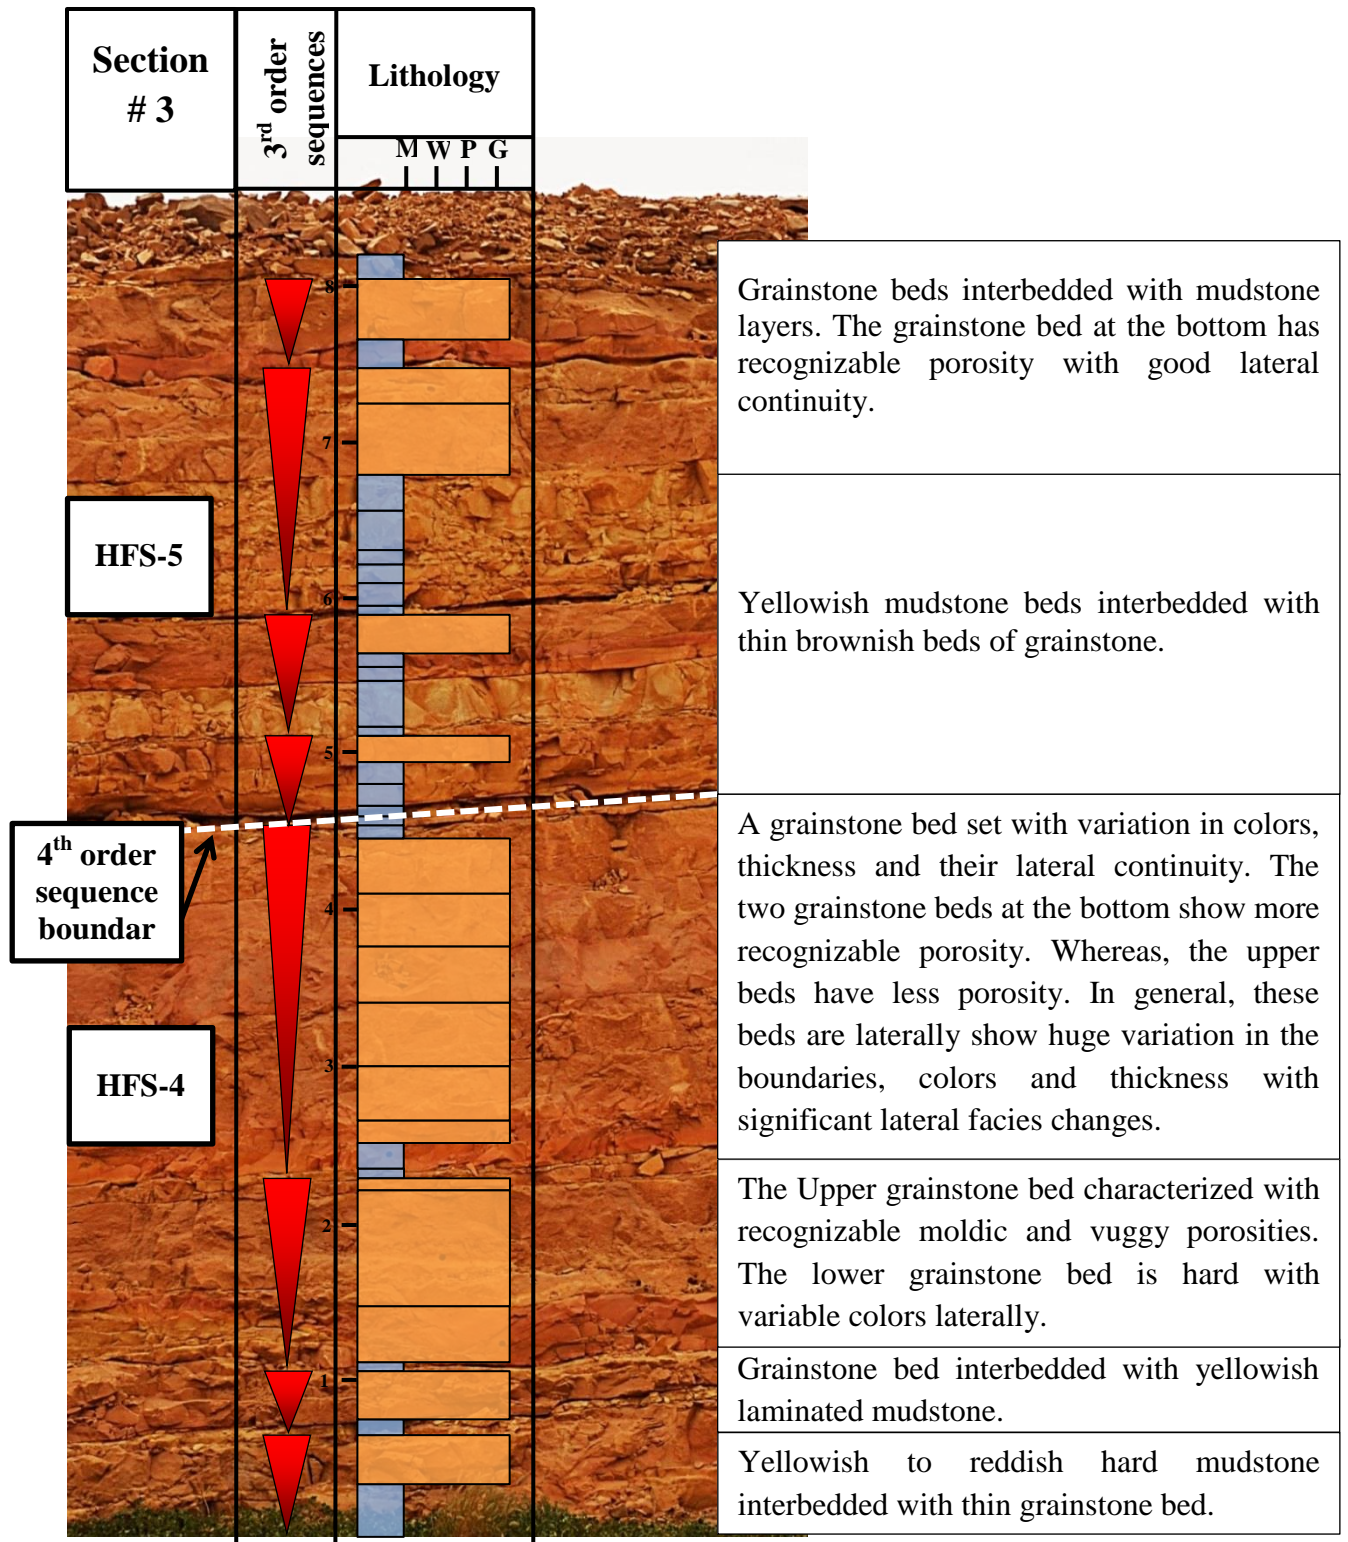 Section
# 3
3rd order
sequences
Lithology
M W P G
8
7
6
5
4
3
2
1
HFS-5
4th order
sequence
boundar
HFS-4
Grainstone beds interbedded with mudstone
layers. The grainstone bed at the bottom has
recognizable porosity with good lateral
continuity.
Yellowish mudstone beds interbedded with
thin brownish beds of grainstone.
A grainstone bed set with variation in colors,
thickness and their lateral continuity. The
two grainstone beds at the bottom show more
recognizable porosity. Whereas, the upper
beds have less porosity. In general, these
beds are laterally show huge variation in the
boundaries, colors and thickness with
significant lateral facies changes.
The Upper grainstone bed characterized with
recognizable moldic and vuggy porosities.
The lower grainstone bed is hard with
variable colors laterally.
Grainstone bed interbedded with yellowish
laminated mudstone.
Yellowish to reddish hard mudstone
interbedded with thin grainstone bed.